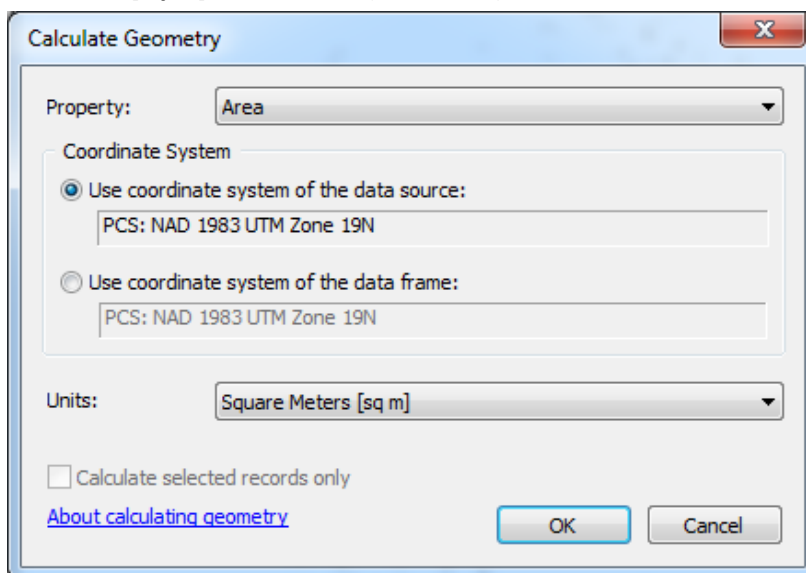 Calculate Geometry
Property: Area
Coordinate System
Use coordinate system of the data source:
PCS: NAD 1983 UTM Zone 19N
Use coordinate system of the data frame:
PCS: NAD 1983 UTM Zone 19N
Units: Square Meters [sq m]
Calculate selected records only
About calculating geometry OK Cancel